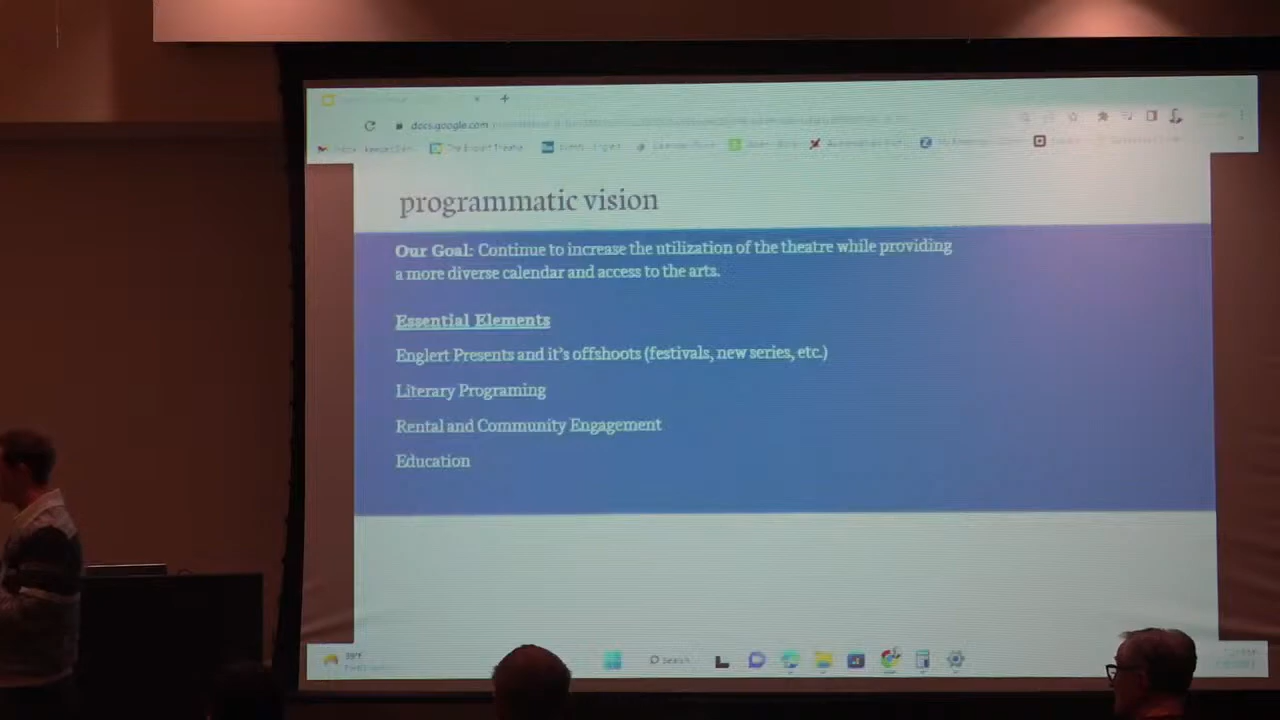 docs.google.com
programmatic vision
Our Goal: Continue to increase the utilization of the theatre while providing
a more diverse calendar and access to the arts.
Essential Elements
Englert Presents and it's offshoots (festivals, new series, etc.)
Literary Programing
Rental and Community Engagement
Education
Search